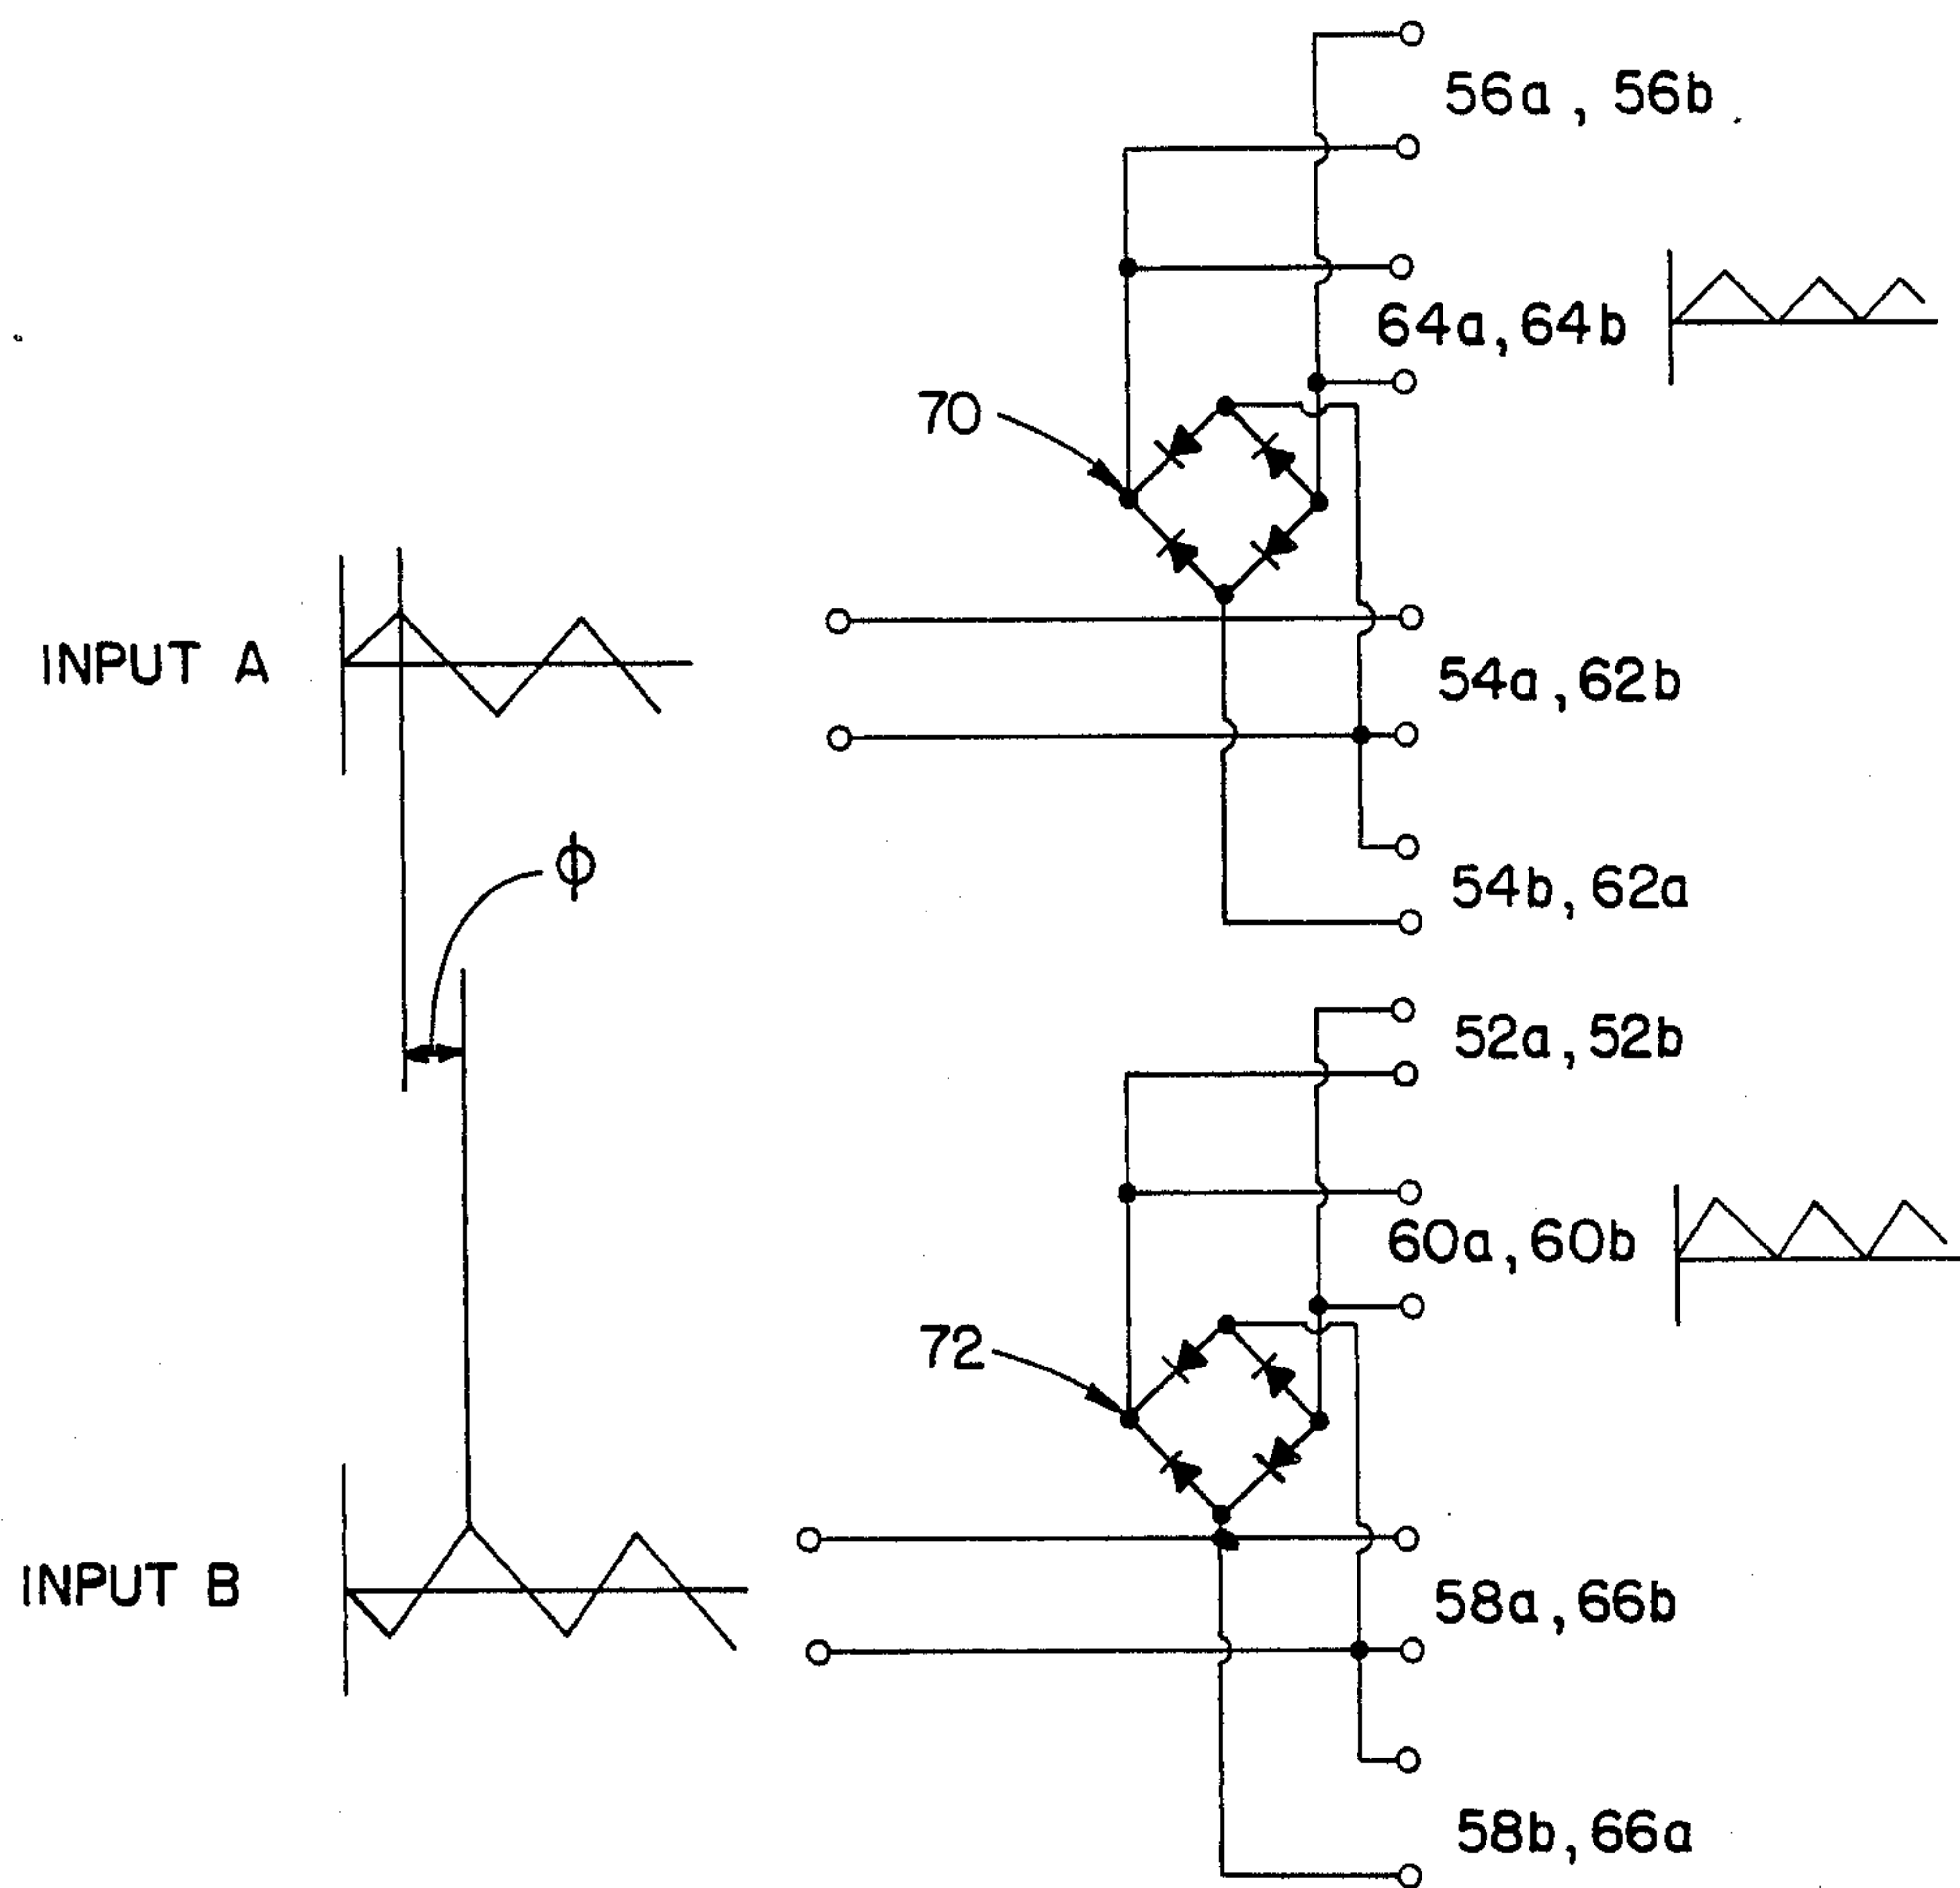 56a, 56b
64a, 64b
70
INPUT A
54a, 62b
ϕ
54b, 62a
52a, 52b
60a, 60b
72
INPUT B
58a, 66b
58b, 66a